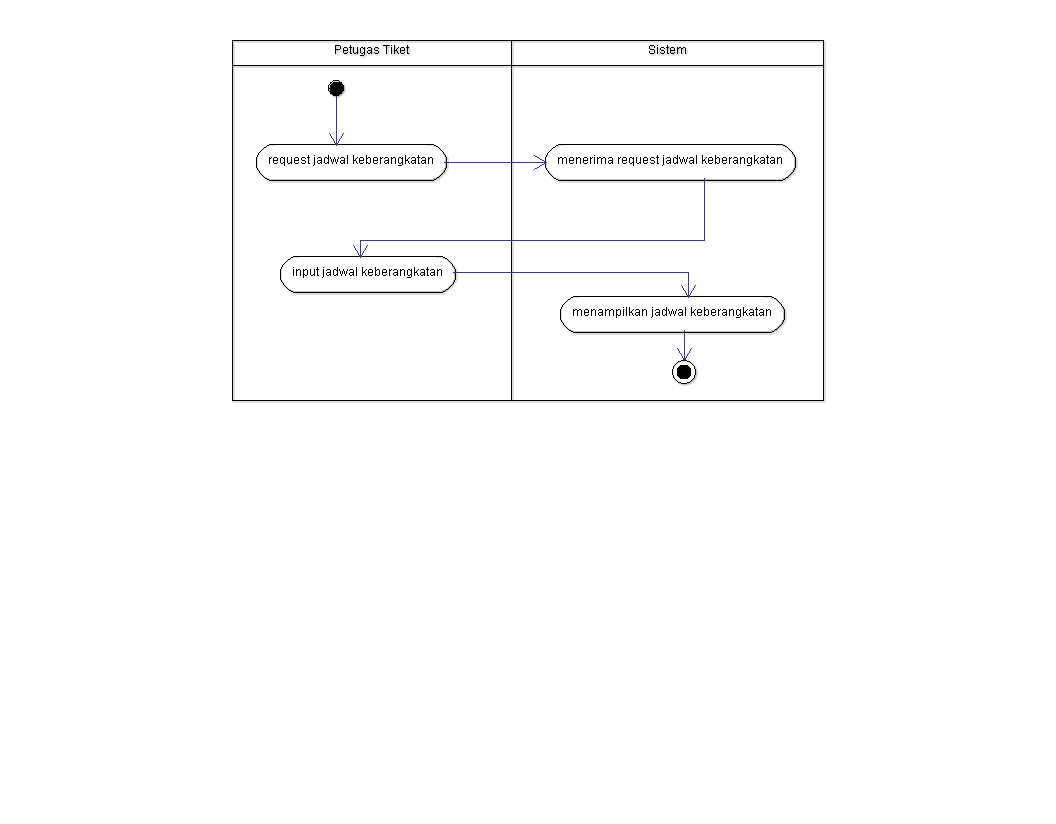 Petugas Tiket
Sistem
request jadwal keberangkatan
menerima request jadwal keberangkatan
input jadwal keberangkatan
menampilkan jadwal keberangkatan